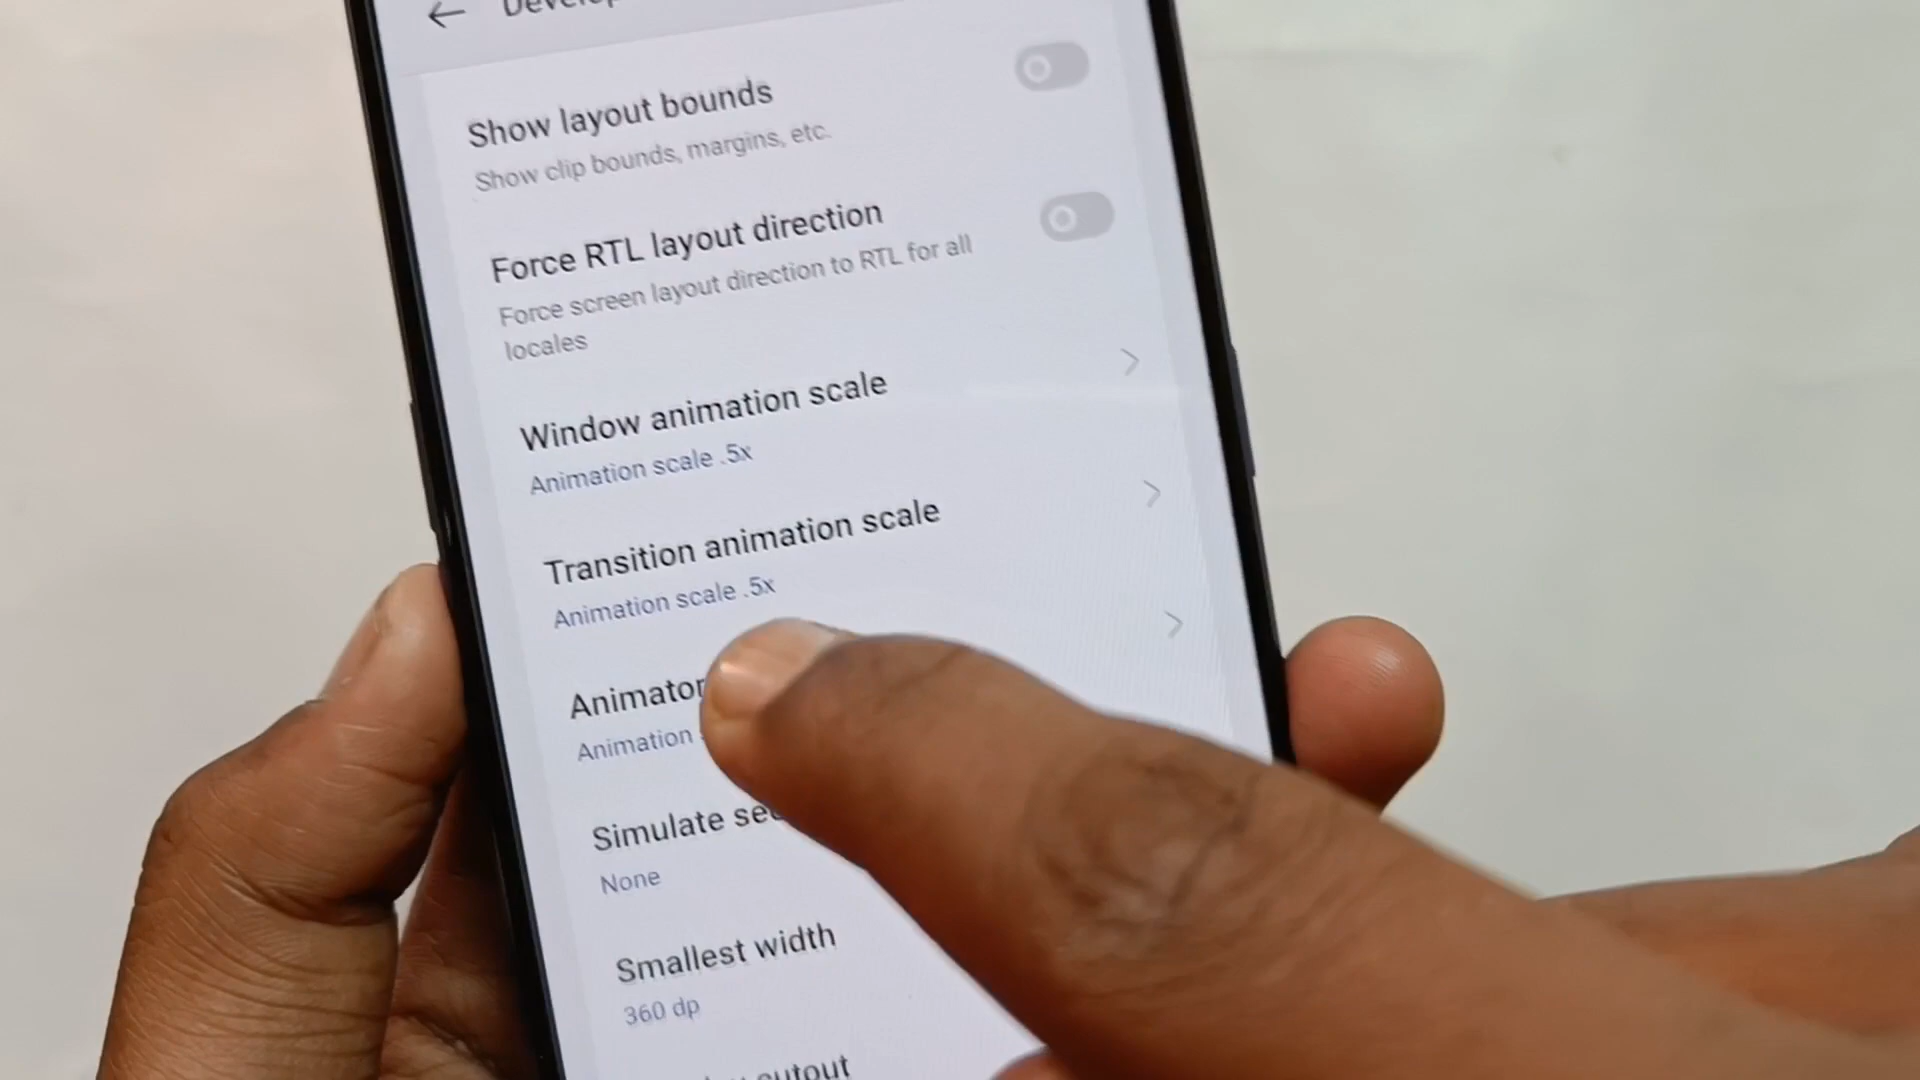 Show layout bounds
Show clip bounds, margins, etc.
Force RTL layout direction
Force screen layout direction to RTL for all
locales
Window animation scale
Animation scale .5x
Transition animation scale
Animation scale .5x
Animator
Animation
Simulate
None
Smallest width
360 dp
cutout